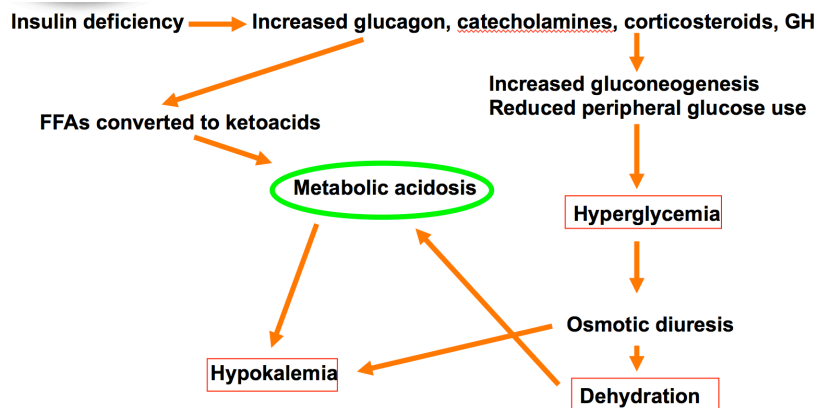 Insulin deficiency
Increased glucagon, catecholamines, corticosteroids, GH
Increased gluconeogenesis
Reduced peripheral glucose use
FFAs converted to ketoacids
Metabolic acidosis
Hyperglycemia
Osmotic diuresis
Hypokalemia
Dehydration